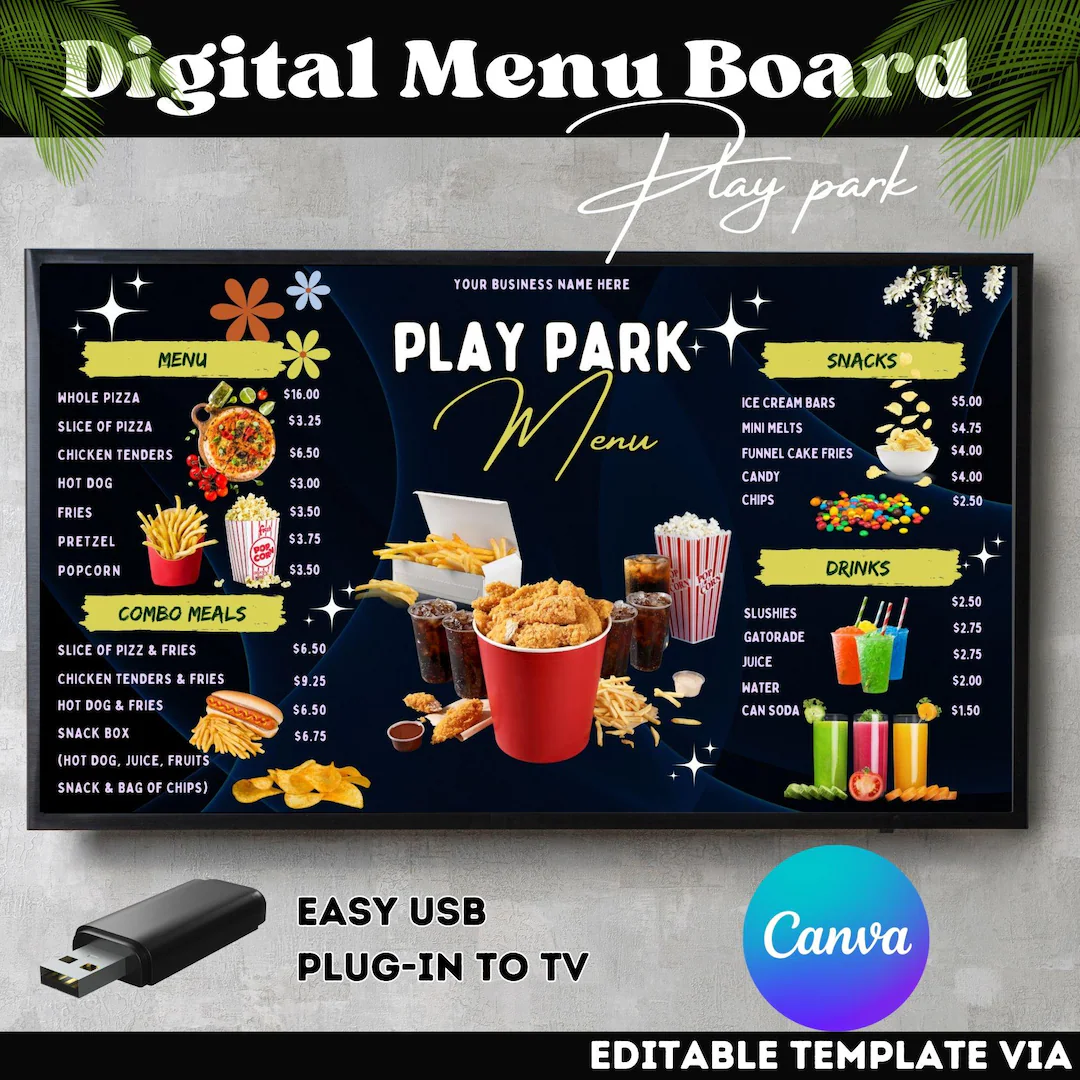 Digital Menu Board
Play park
YOUR BUSINESS NAME HERE
PLAY PARK
Menu
MENU
WHOLE PIZZA $16.00
SLICE OF PIZZA $3.25
CHICKEN TENDERS $6.50
HOT DOG $3.00
FRIES $3.50
PRETZEL $3.75
POPCORN $3.50
POP CORN
COMBO MEALS
SLICE OF PIZZ & FRIES $6.50
CHICKEN TENDERS & FRIES $9.25
HOT DOG & FRIES $6.50
SNACK BOX $6.75
(HOT DOG, JUICE, FRUITS
SNACK & BAG OF CHIPS)
SNACKS
ICE CREAM BARS $5.00
MINI MELTS $4.75
FUNNEL CAKE FRIES $4.00
CANDY $4.00
CHIPS $2.50
DRINKS
SLUSHIES $2.50
GATORADE $2.75
JUICE $2.75
WATER $2.00
CAN SODA $1.50
EASY USB
PLUG-IN TO TV
Canva
EDITABLE TEMPLATE VIA